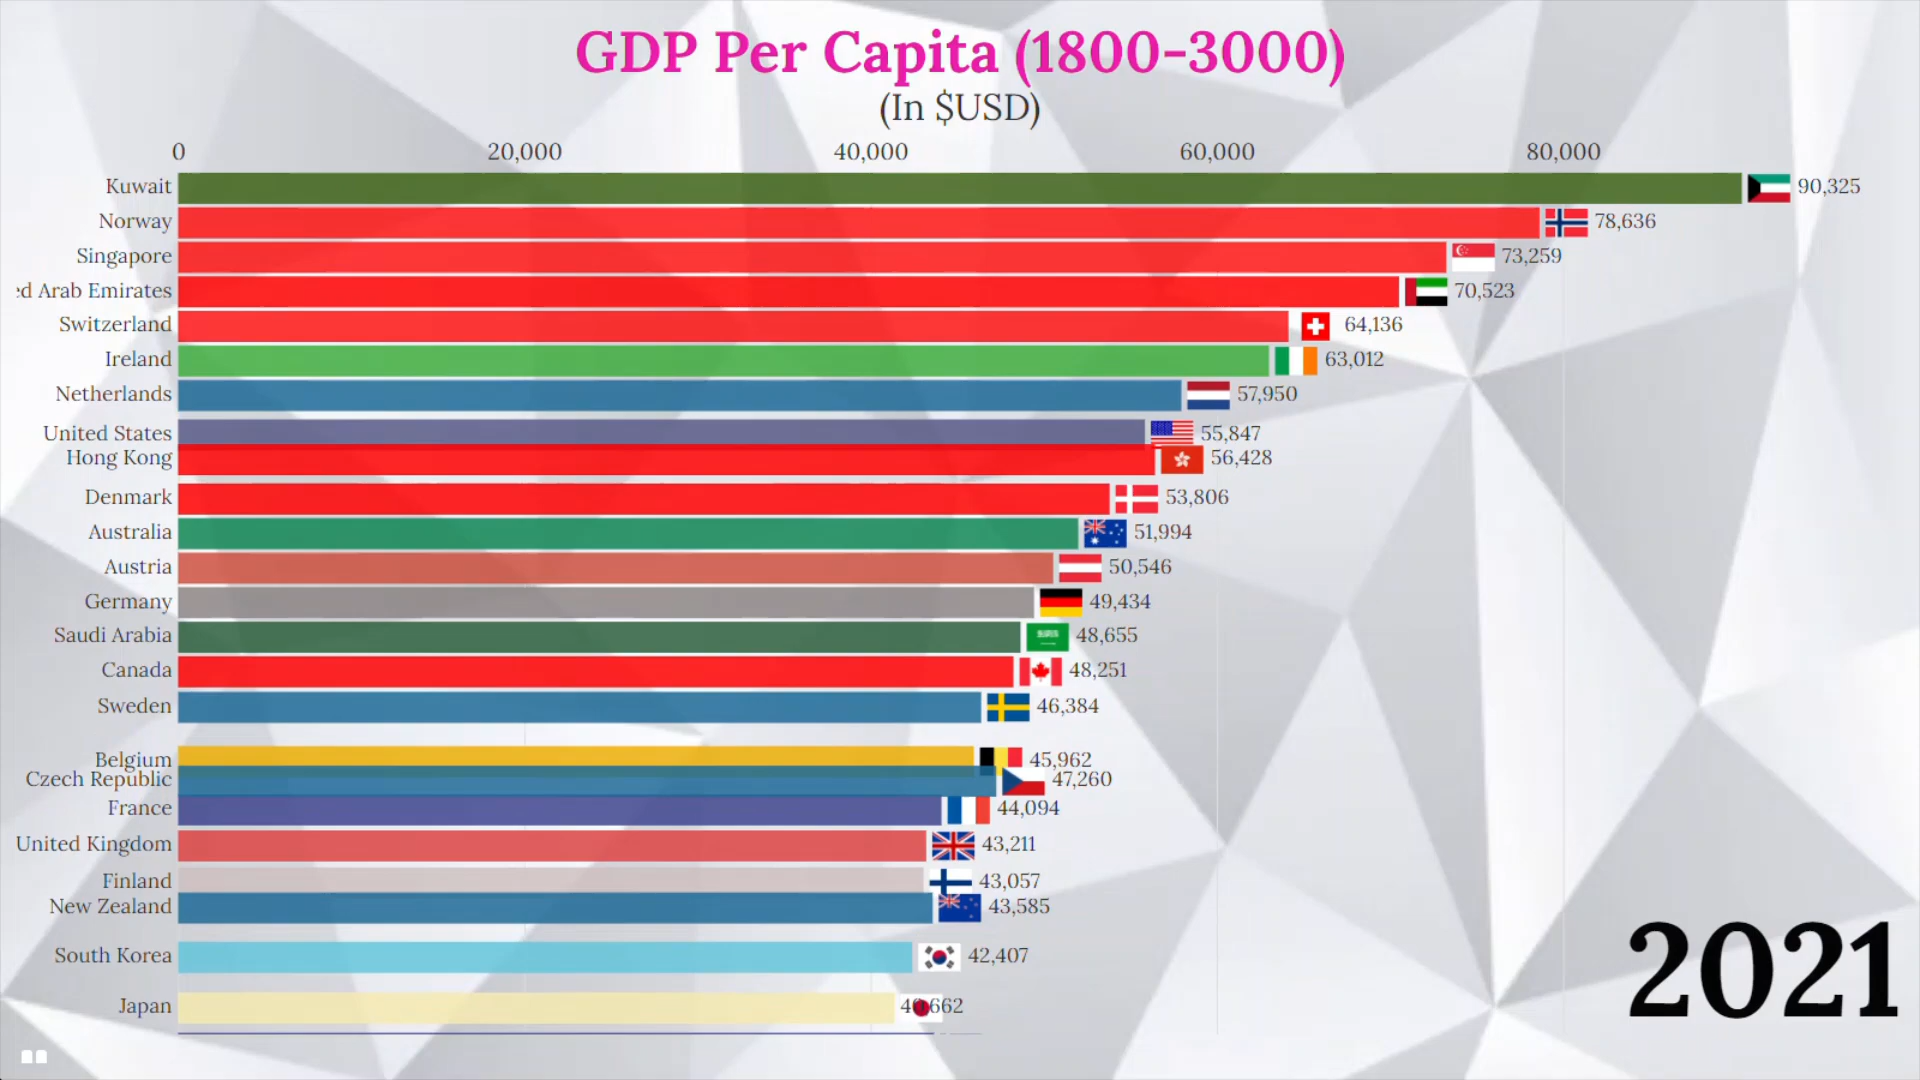 GDP Per Capita (1800-3000)
(In $USD)
0 20,000 40,000 60,000 80,000
Kuwait 90,325
Norway 78,636
Singapore 73,259
ed Arab Emirates 70,523
Switzerland 64,136
Ireland 63,012
Netherlands 57,950
United States 55,847
Hong Kong 56,428
Denmark 53,806
Australia 51,994
Austria 50,546
Germany 49,434
Saudi Arabia 48,655
Canada 48,251
Sweden 46,384
Belgium 45,962
Czech Republic 47,260
France 44,094
United Kingdom 43,211
Finland 43,057
New Zealand 43,585
South Korea 42,407
Japan
2021